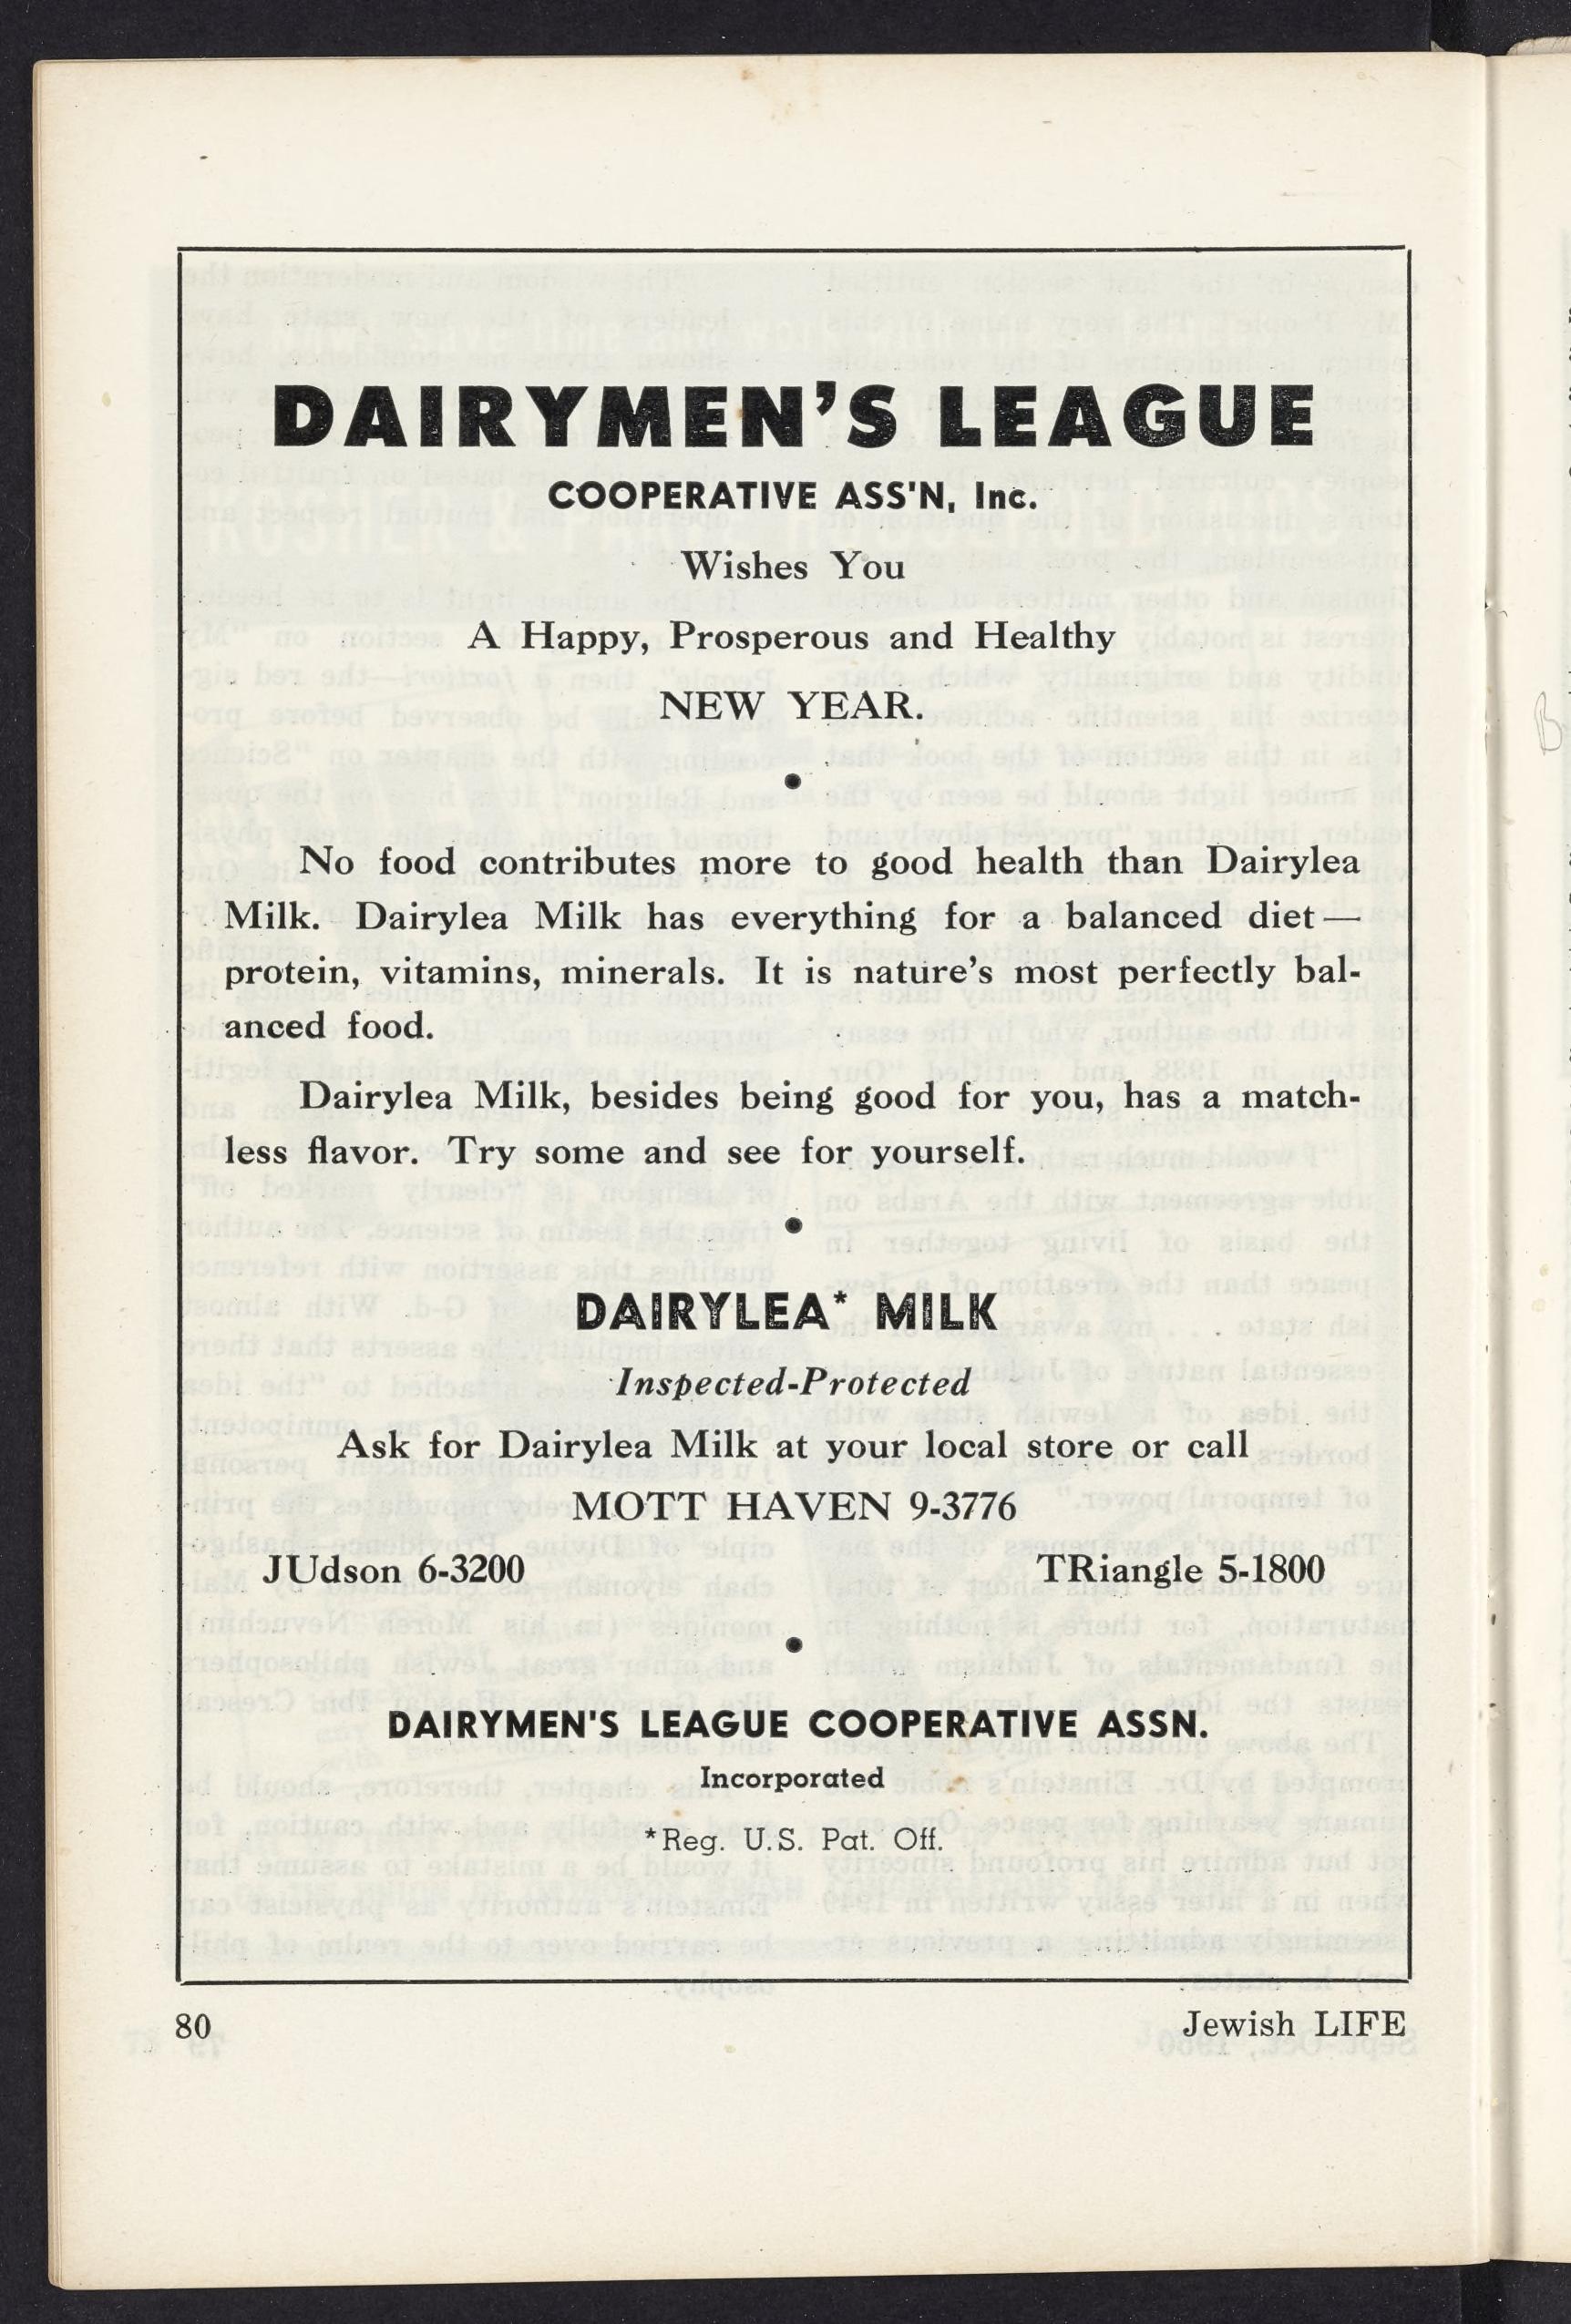 DAIRYMEN'S LEAGUE
COOPERATIVE ASS'N, Inc.
Wishes You
A Happy, Prosperous and Healthy
NEW YEAR.
•
No food contributes more to good health than Dairylea
Milk. Dairylea Milk has everything for a balanced diet —
protein, vitamins, minerals. It is nature's most perfectly bal-
anced food.
Dairylea Milk, besides being good for you, has a match-
less flavor. Try some and see for yourself.
•
DAIRYLEA* MILK
Inspected-Protected
Ask for Dairylea Milk at your local store or call
MOTT HAVEN 9-3776
JUdson 6-3200 TRiangle 5-1800
•
DAIRYMEN'S LEAGUE COOPERATIVE ASSN.
Incorporated
*Reg. U.S. Pat. Off.
80 Jewish LIFE